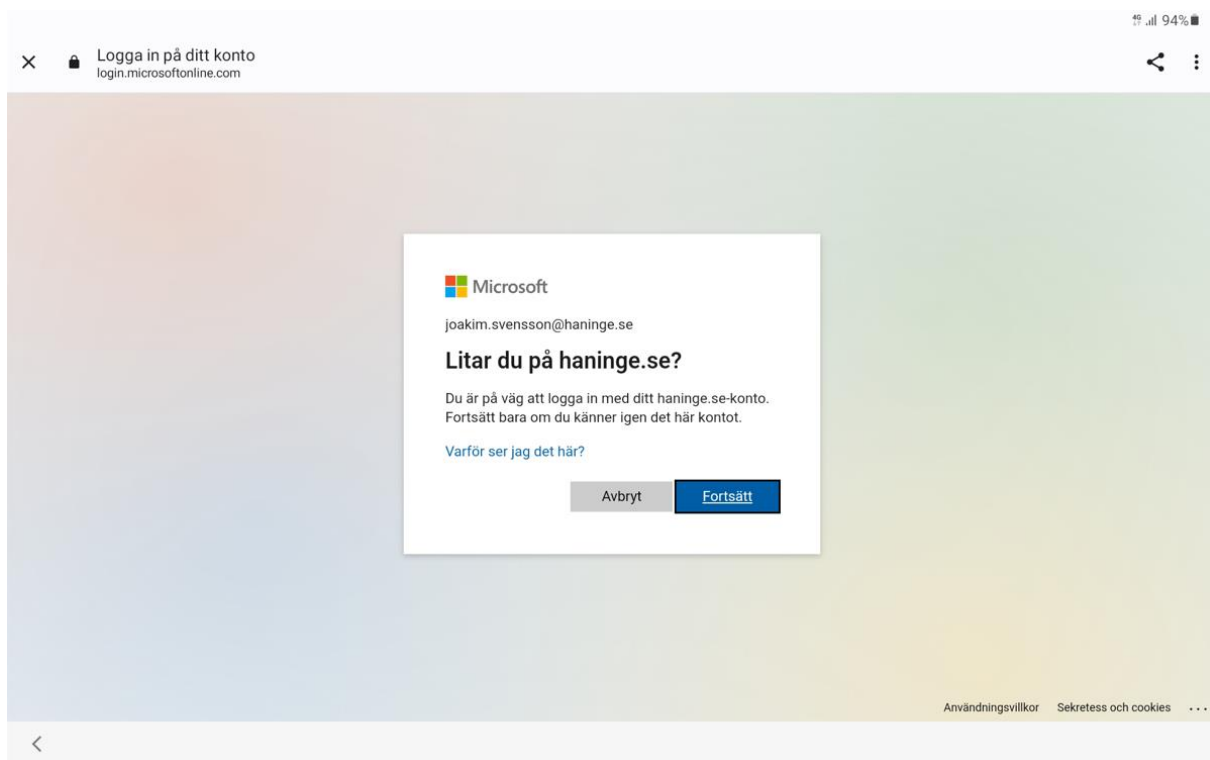 94%
Logga in på ditt konto
login.microsoftonline.com
Microsoft
joakim.svensson@haninge.se
Litar du på haninge.se?
Du är på väg att logga in med ditt haninge.se-konto.
Fortsätt bara om du känner igen det här kontot.
Varför ser jag det här?
Avbryt Fortsätt
Användningsvillkor Sekretess och cookies ...